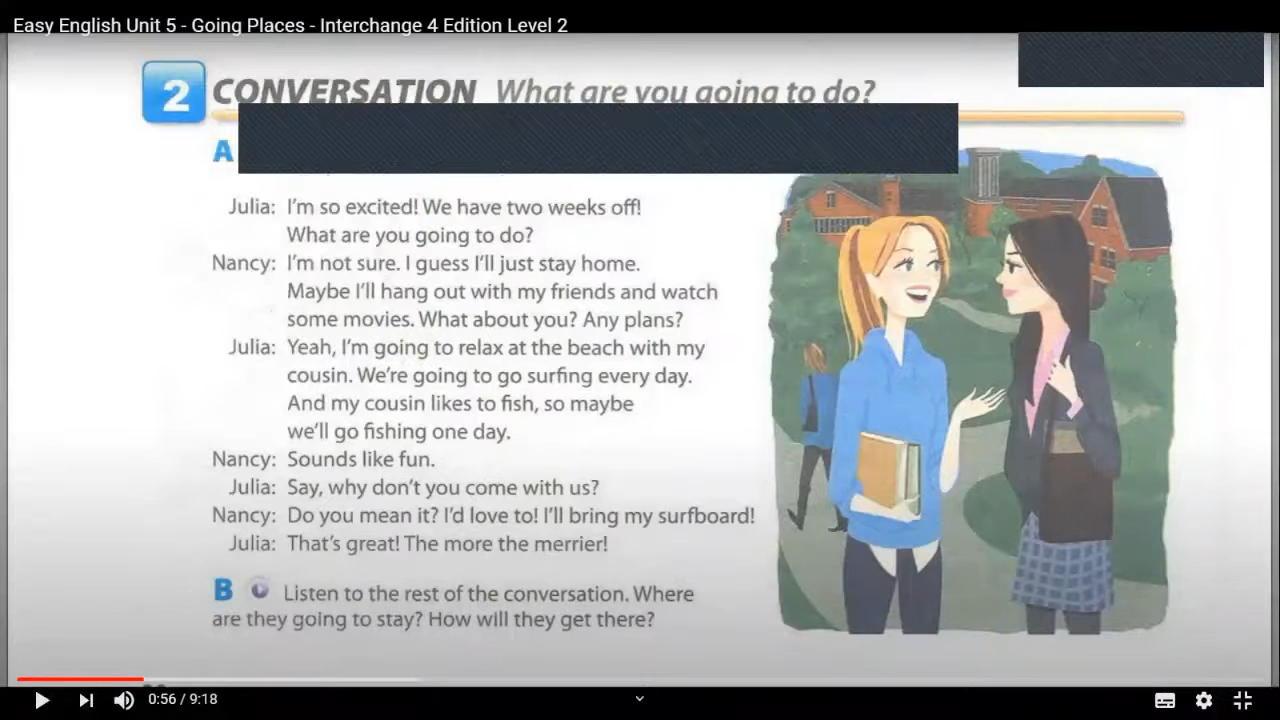 Easy English Unit 5 - Going Places - Interchange 4 Edition Level 2
2 CONVERSATION What are you going to do?
A
Julia: I'm so excited! We have two weeks off!
What are you going to do?
Nancy: I'm not sure. I guess I'll just stay home.
Maybe I'll hang out with my friends and watch
some movies. What about you? Any plans?
Julia: Yeah, I'm going to relax at the beach with my
cousin. We're going to go surfing every day.
And my cousin likes to fish, so maybe
we'll go fishing one day.
Nancy: Sounds like fun.
Julia: Say, why don't you come with us?
Nancy: Do you mean it? I'd love to! I'll bring my surfboard!
Julia: That's great! The more the merrier!
B Listen to the rest of the conversation. Where
are they going to stay? How will they get there?
0:56 / 9:18